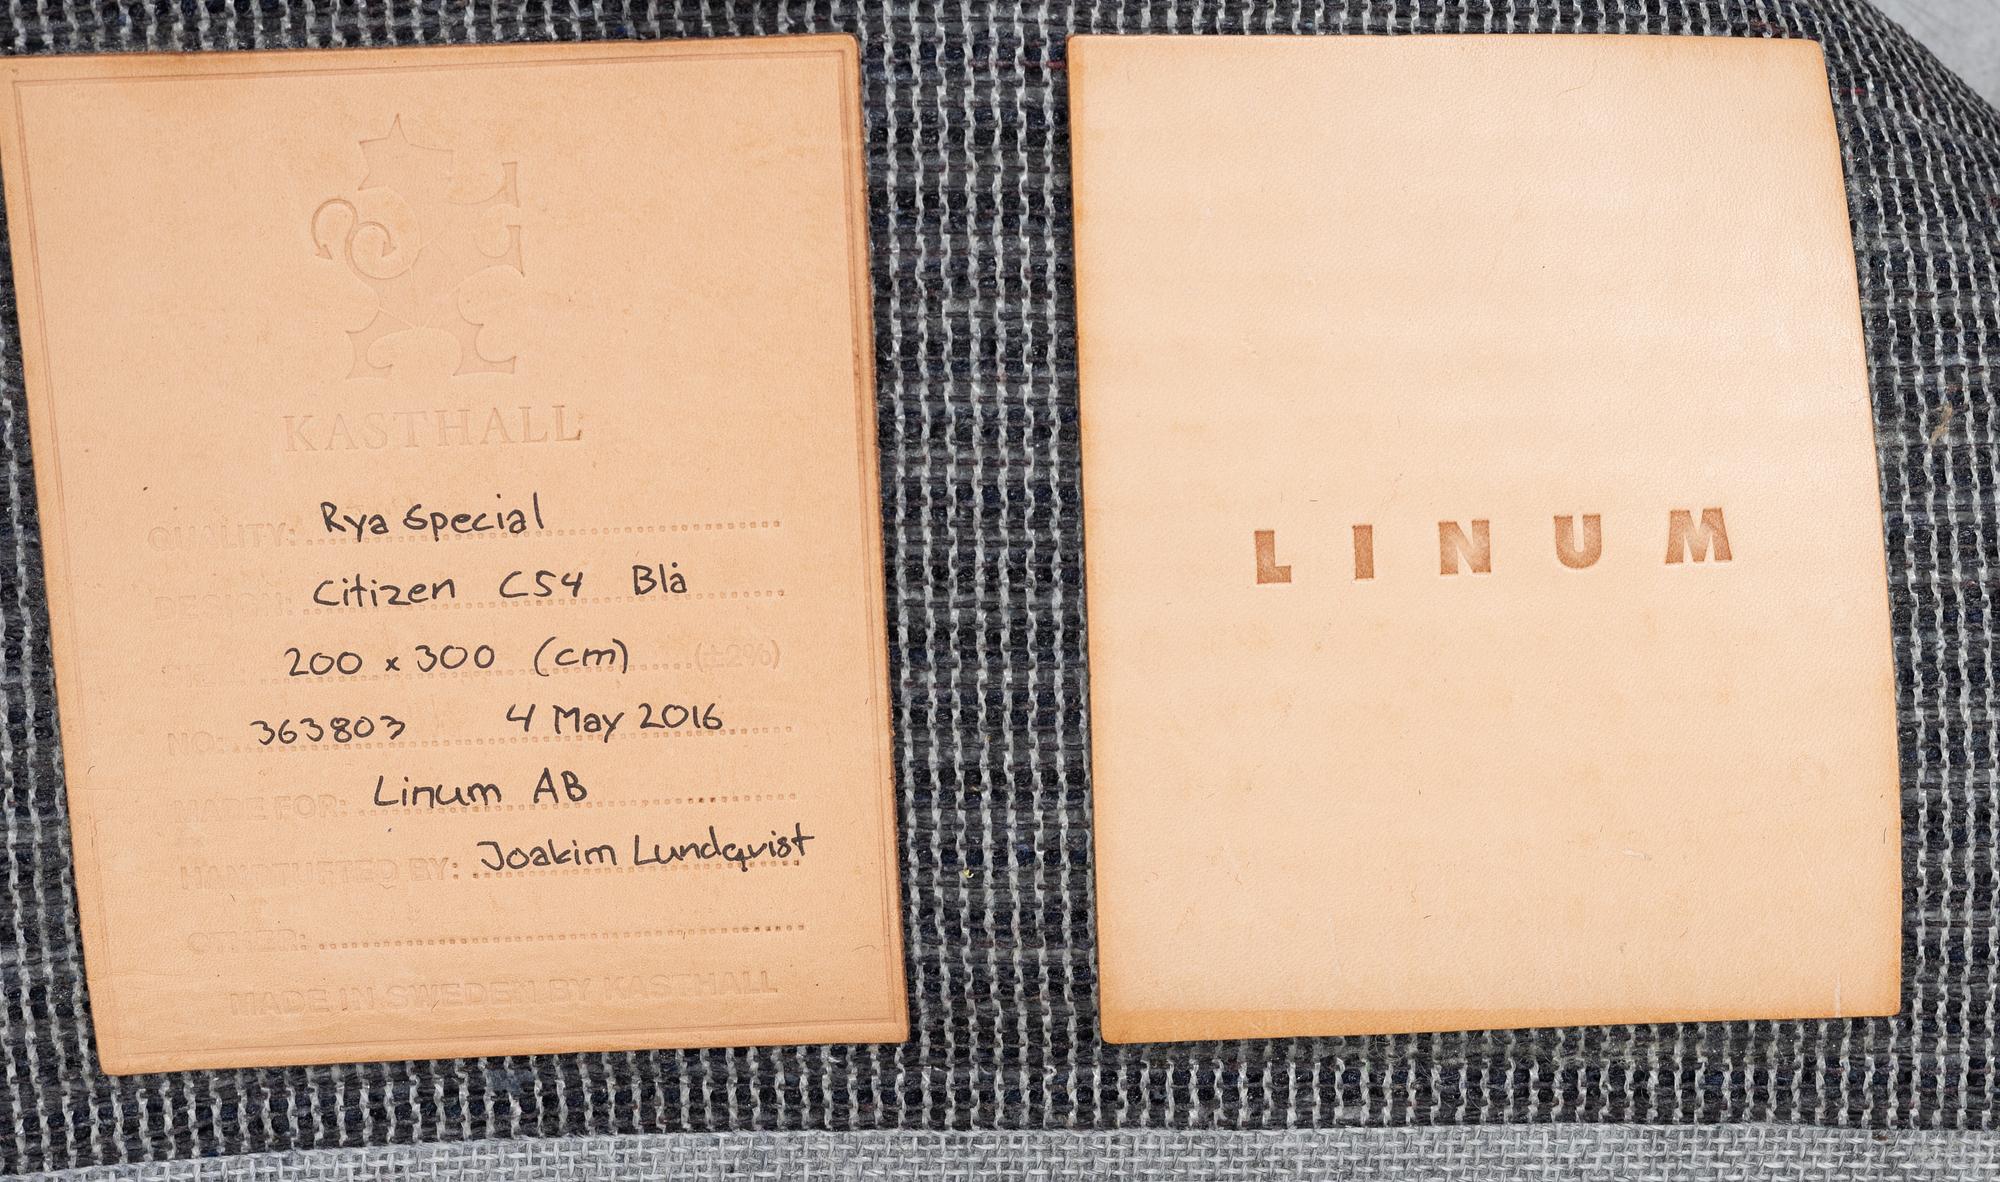 KASTHALL
QUALITY: Rya Special
DESIGN: Citizen C54 Blå
SIZE: 200 x 300 (cm) (±2%)
NO: 363803 4 May 2016
MADE FOR: Linum AB
HANDTUFTED BY: Joakim Lundqvist
OTHER:
MADE IN SWEDEN BY KASTHALL
LINUM